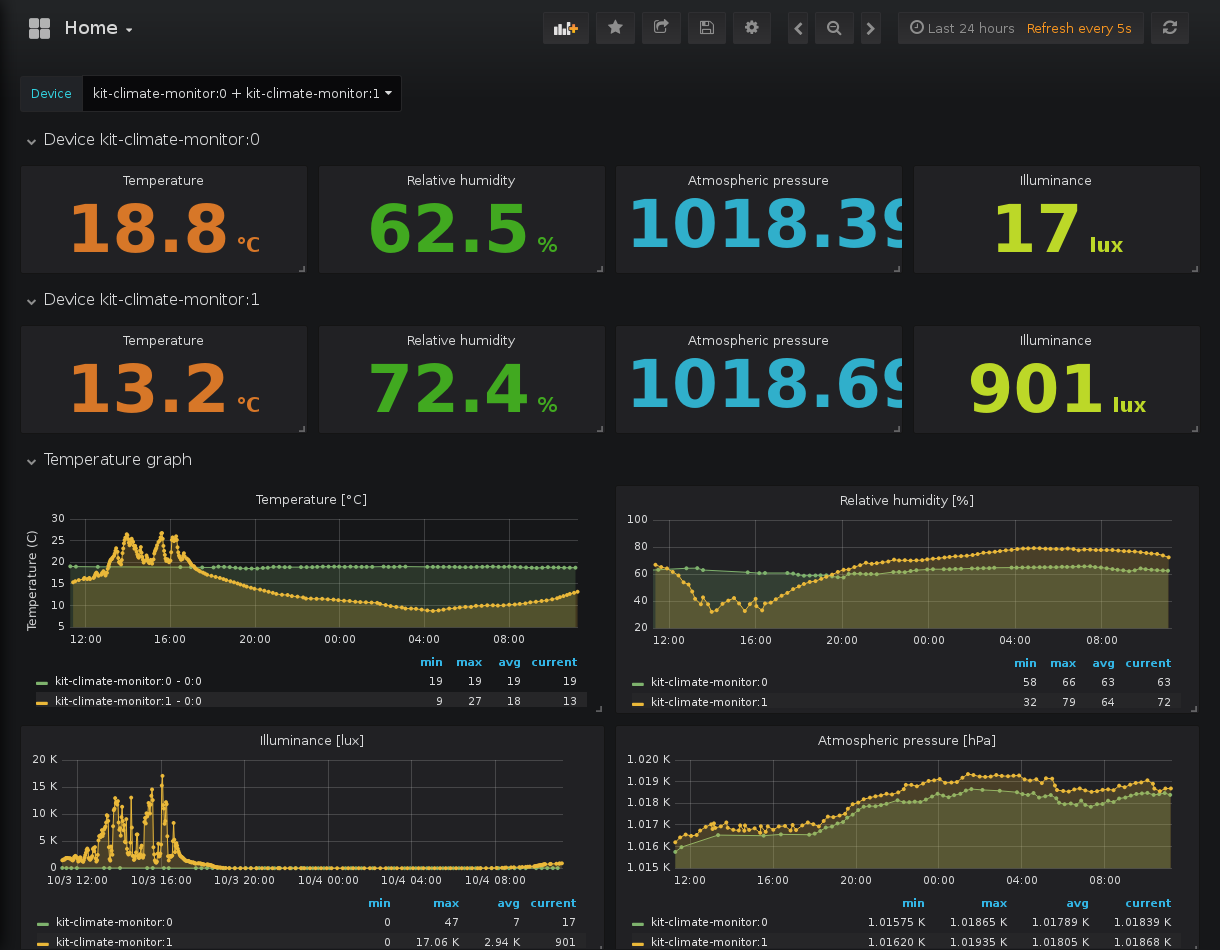 Home
Last 24 hours Refresh every 5s
Device kit-climate-monitor:0 + kit-climate-monitor:1
Device kit-climate-monitor:0
Temperature Relative humidity Atmospheric pressure Illuminance
18.8 °C 62.5 % 1018.39 17 lux
Device kit-climate-monitor:1
Temperature Relative humidity Atmospheric pressure Illuminance
13.2 °C 72.4 % 1018.69 901 lux
Temperature graph
Temperature [°C]
Temperature (C)
30
25
20
15
10
5
12:00 16:00 20:00 00:00 04:00 08:00
min max avg current
kit-climate-monitor:0 - 0:0 19 19 19 19
kit-climate-monitor:1 - 0:0 9 27 18 13
Relative humidity [%]
100
80
60
40
20
12:00 16:00 20:00 00:00 04:00 08:00
min max avg current
kit-climate-monitor:0 58 66 63 63
kit-climate-monitor:1 32 79 64 72
Illuminance [lux]
20 K
15 K
10 K
5 K
0
10/3 12:00 10/3 16:00 10/3 20:00 10/4 00:00 10/4 04:00 10/4 08:00
min max avg current
kit-climate-monitor:0 0 47 7 17
kit-climate-monitor:1 0 17.06 K 2.94 K 901
Atmospheric pressure [hPa]
1.020 K
1.019 K
1.018 K
1.017 K
1.016 K
1.015 K
12:00 16:00 20:00 00:00 04:00 08:00
min max avg current
kit-climate-monitor:0 1.01575 K 1.01865 K 1.01789 K 1.01839 K
kit-climate-monitor:1 1.01620 K 1.01935 K 1.01805 K 1.01868 K